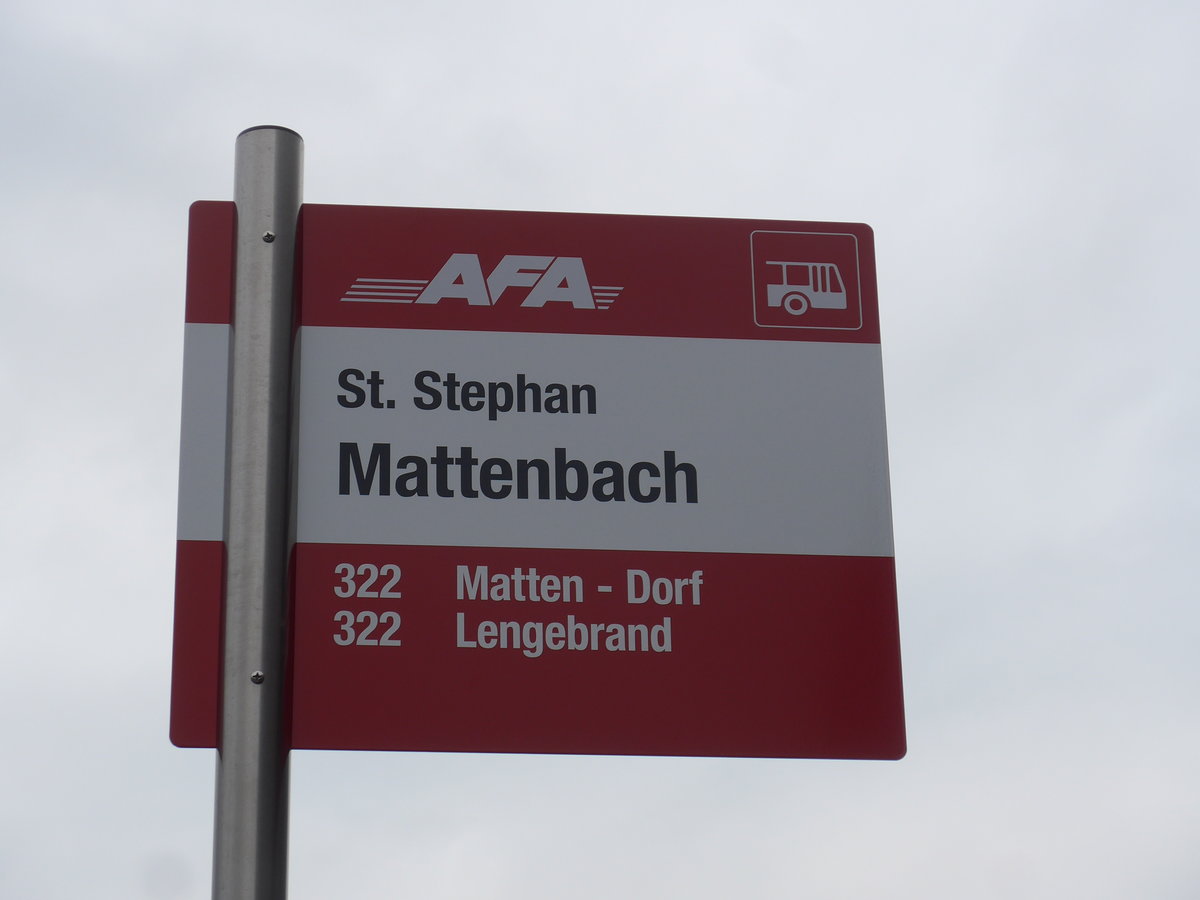 AFA
St. Stephan
Mattenbach
322 Matten - Dorf
322 Lengebrand